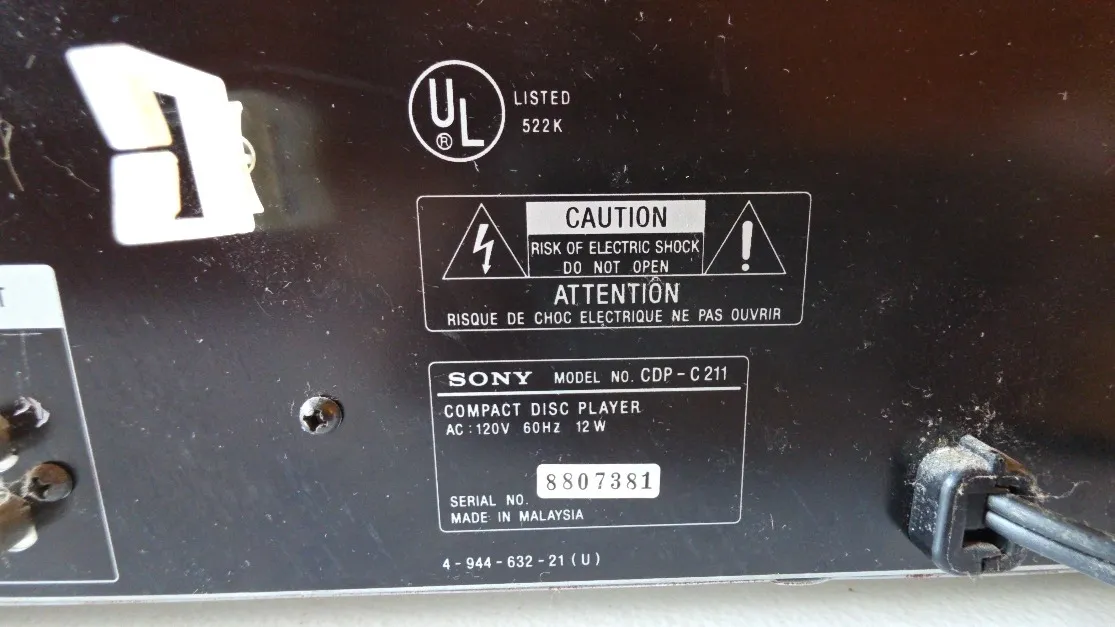 UL
®
LISTED
522K
CAUTION
RISK OF ELECTRIC SHOCK
DO NOT OPEN
ATTENTION
RISQUE DE CHOC ELECTRIQUE NE PAS OUVRIR
T
SONY MODEL NO. CDP-C211
COMPACT DISC PLAYER
AC:120V 60Hz 12W
SERIAL NO. 8807381
MADE IN MALAYSIA
4-944-632-21(U)